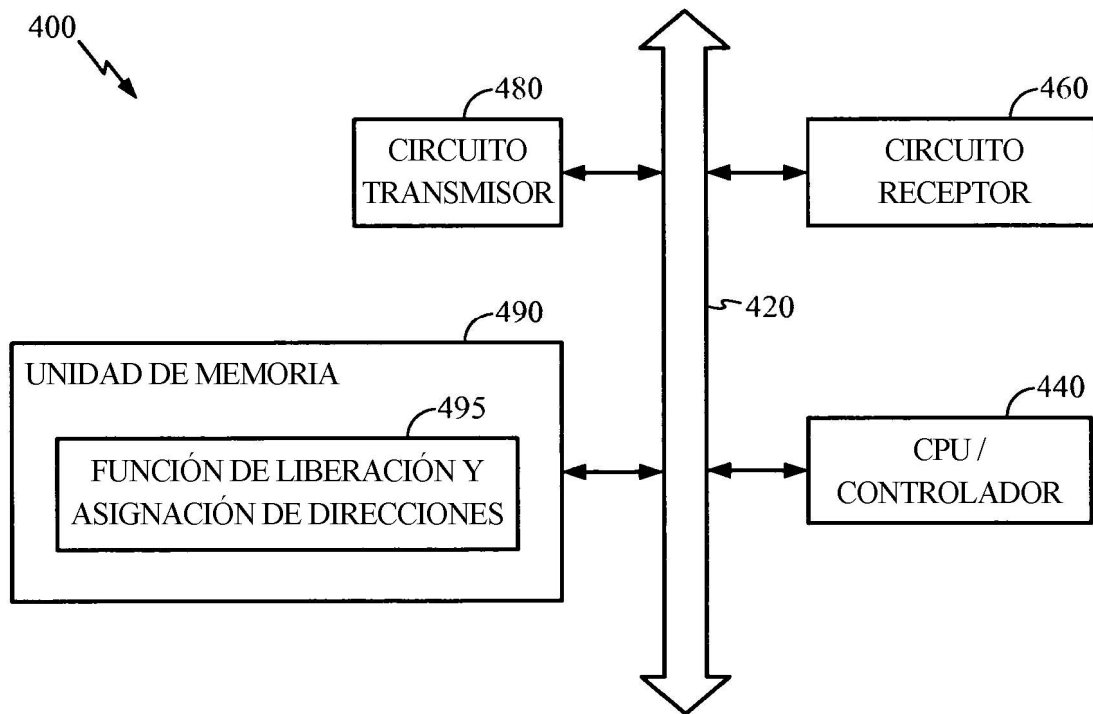 400
480
CIRCUITO
TRANSMISOR
460
CIRCUITO
RECEPTOR
420
490
UNIDAD DE MEMORIA
495
FUNCIÓN DE LIBERACIÓN Y
ASIGNACIÓN DE DIRECCIONES
440
CPU /
CONTROLADOR